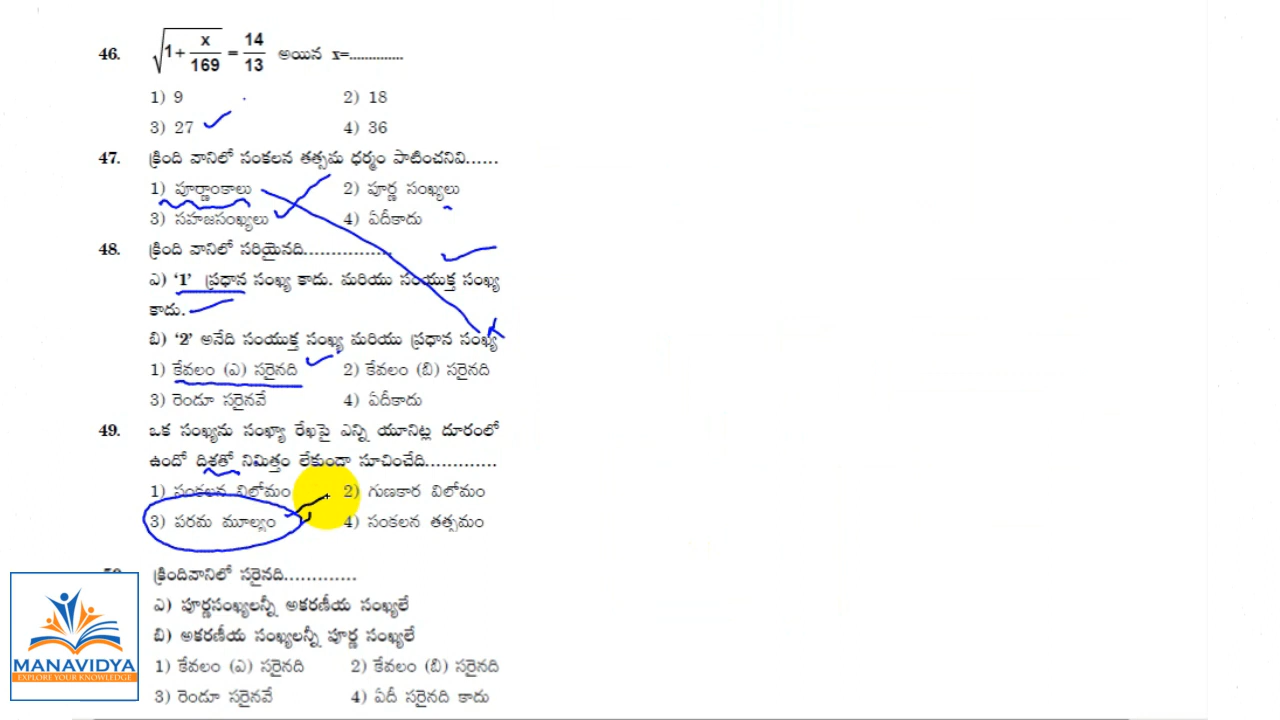 46. √1+x/169 = 14/13 అయిన x=..............
1) 9 2) 18
3) 27 4) 36
47. క్రింది వానిలో సంకలన తత్సమ ధర్మం పాటించనివి......
1) పూర్ణాంకాలు 2) పూర్ణ సంఖ్యలు
3) సహజసంఖ్యలు 4) ఏదీకాదు
48. క్రింది వానిలో సరియైనది................
ఎ) '1' ప్రధాన సంఖ్య కాదు. మరియు సంయుక్త సంఖ్య
కాదు.
బి) '2' అనేది సంయుక్త సంఖ్య మరియు ప్రధాన సంఖ్య
1) కేవలం (ఎ) సరైనది 2) కేవలం (బి) సరైనది
3) రెండూ సరైనవే 4) ఏదీకాదు
49. ఒక సంఖ్యను సంఖ్యా రేఖపై ఎన్ని యూనిట్ల దూరంలో
ఉందో దిశతో నిమిత్తం లేకుండా సూచించేది.............
1) సంకలన విలోమం 2) గుణకార విలోమం
3) పరమ మూల్యం 4) సంకలన తత్సమం
క్రిందివానిలో సరైనది.............
ఎ) పూర్ణసంఖ్యలన్నీ అకరణీయ సంఖ్యలే
బి) అకరణీయ సంఖ్యలన్నీ పూర్ణ సంఖ్యలే
1) కేవలం (ఎ) సరైనది 2) కేవలం (బి) సరైనది
3) రెండూ సరైనవే 4) ఏదీ సరైనది కాదు
MANAVIDYA
EXPLORE YOUR KNOWLEDGE